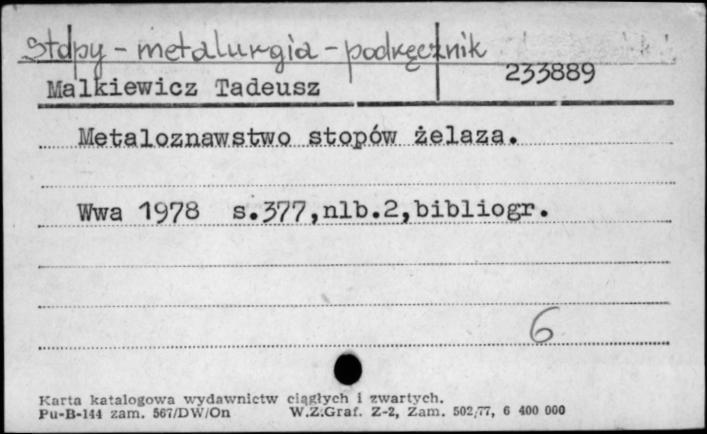 Stopy - metalurgia - podręcznik
233889
Malkiewicz Tadeusz
Metaloznawstwo stopów żelaza.
Wwa 1978 s.377,nlb.2,bibliogr.
6
Karta katalogowa wydawnictw ciągłych i zwartych.
Pu-B-144 zam. 567/DW/On W.Z.Graf. Z-2, Zam. 502/77, 6 400 000